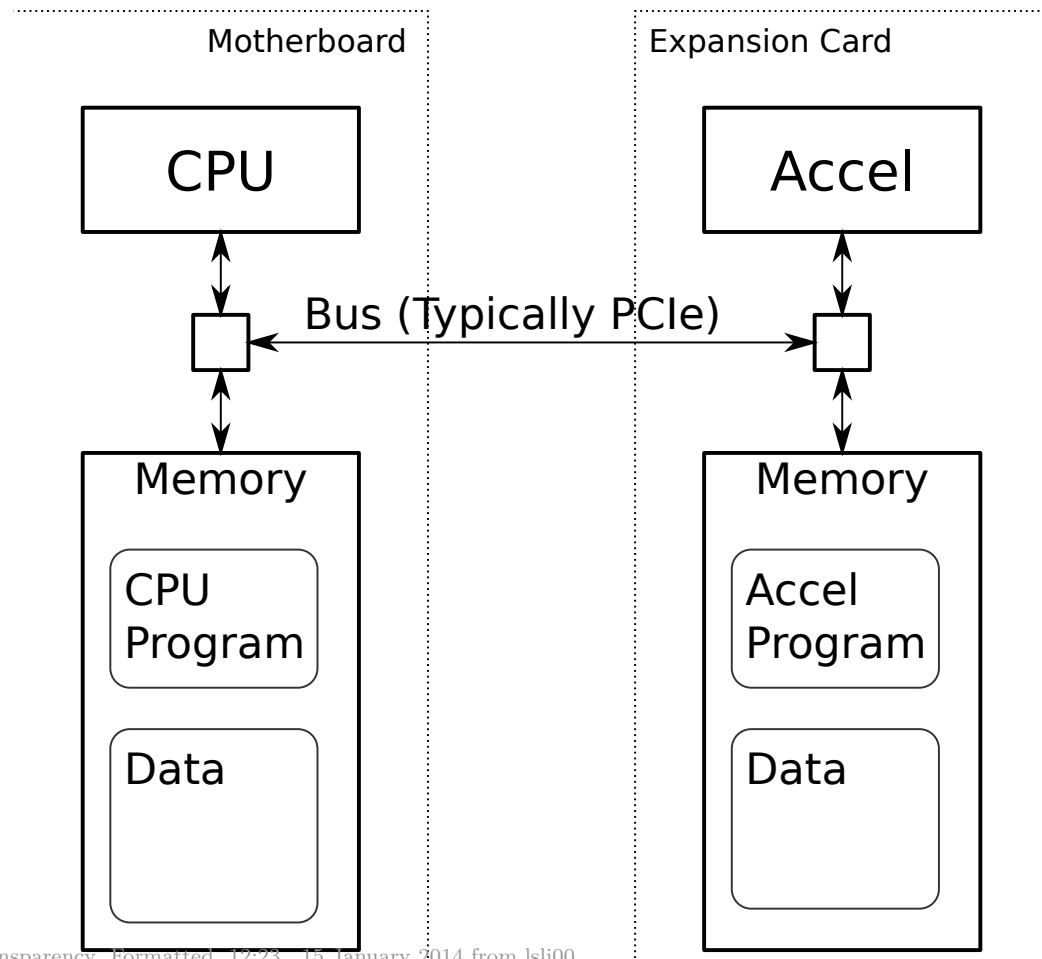 Motherboard
Expansion Card
CPU
Accel
Bus (Typically PCIe)
Memory
CPU
Program
Data
Memory
Accel
Program
Data
Formatted 12:23, 15 January 2014 from lsli00